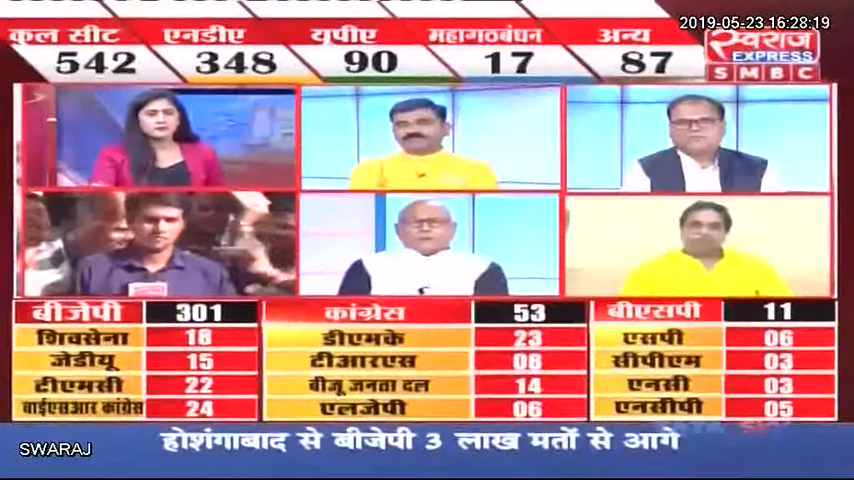 2019-05-23 16:28:19
कुल सीट एनडीए यूपीए महागठबंधन अन्य
542 348 90 17 87
स्वराज
EXPRESS
SMBC
बीजेपी 301 कांग्रेस 53 बीएसपी 11
शिवसेना 18 डीएमके 23 एसपी 06
जेडीयू 15 टीआरएस 08 सीपीएम 03
टीएमसी 22 बीजू जनता दल 14 एनसी 03
वाईएसआर कांग्रेस 24 एलजेपी 06 एनसीपी 05
होशंगाबाद से बीजेपी 3 लाख मतों से आगे
SWARAJ